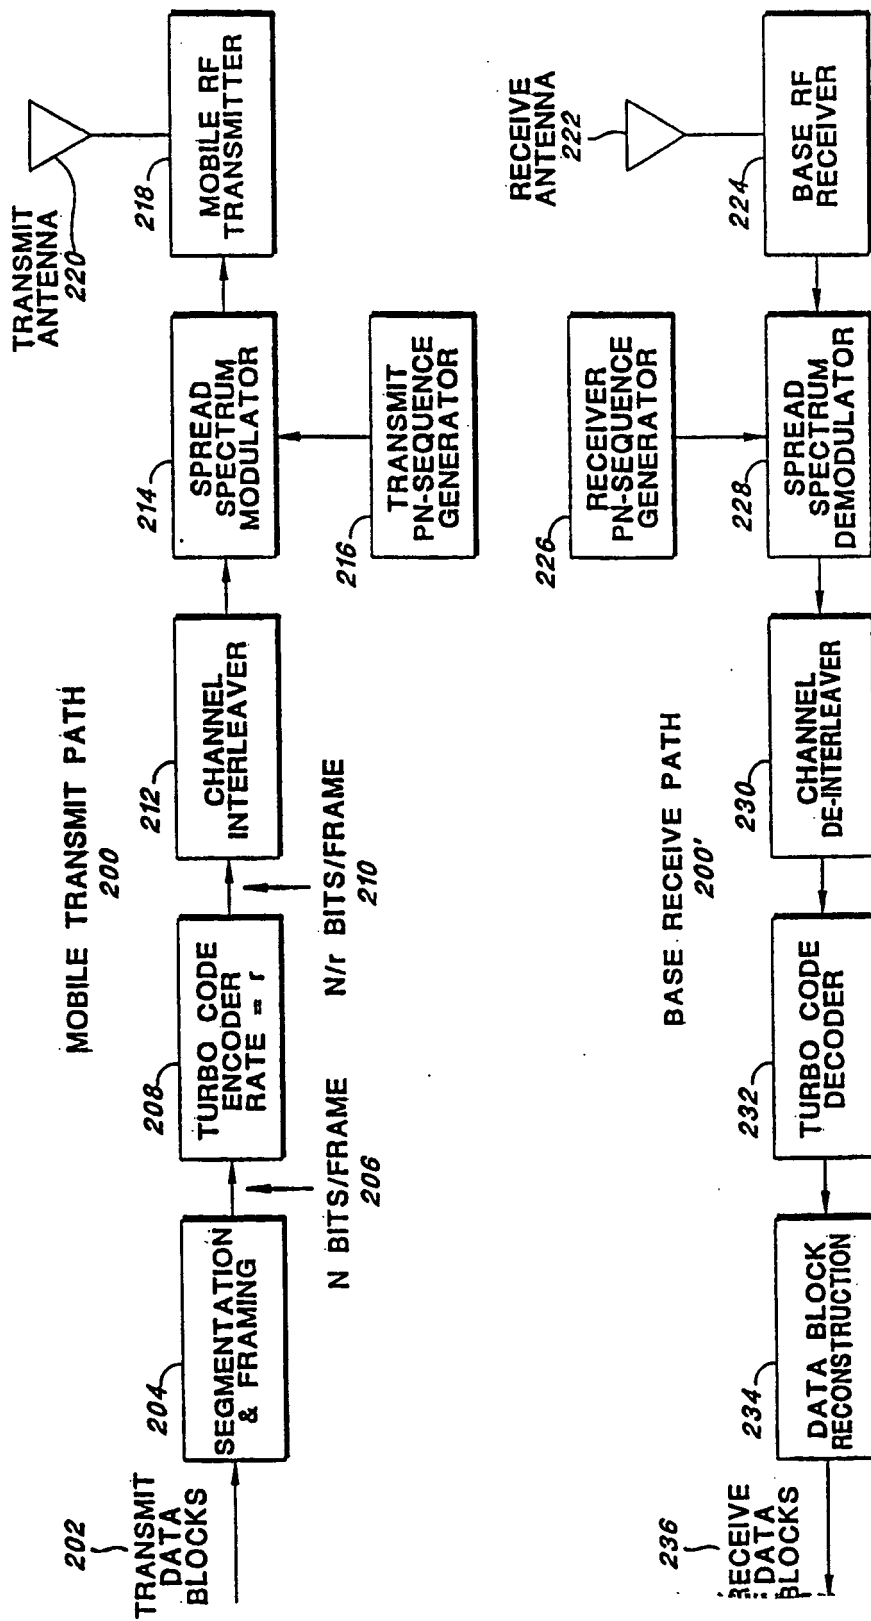 MOBILE TRANSMIT PATH
200
202
TRANSMIT
DATA
BLOCKS
204
SEGMENTATION
& FRAMING
N BITS/FRAME
206
208
TURBO CODE
ENCODER
RATE = r
N/r BITS/FRAME
210
212
CHANNEL
INTERLEAVER
214
SPREAD
SPECTRUM
MODULATOR
216
TRANSMIT
PN-SEQUENCE
GENERATOR
218
MOBILE RF
TRANSMITTER
TRANSMIT
ANTENNA
220
BASE RECEIVE PATH
200'
236
RECEIVE
DATA
BLOCKS
234
DATA BLOCK
RECONSTRUCTION
232
TURBO CODE
DECODER
230
CHANNEL
DE-INTERLEAVER
228
SPREAD
SPECTRUM
DEMODULATOR
226
RECEIVER
PN-SEQUENCE
GENERATOR
224
BASE RF
RECEIVER
RECEIVE
ANTENNA
222